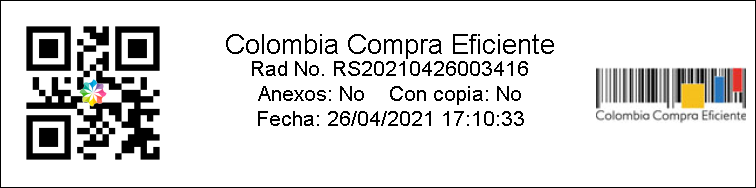 Colombia Compra Eficiente
Rad No. RS20210426003416
Anexos: No Con copia: No
Fecha: 26/04/2021 17:10:33
Colombia Compra Eficiente